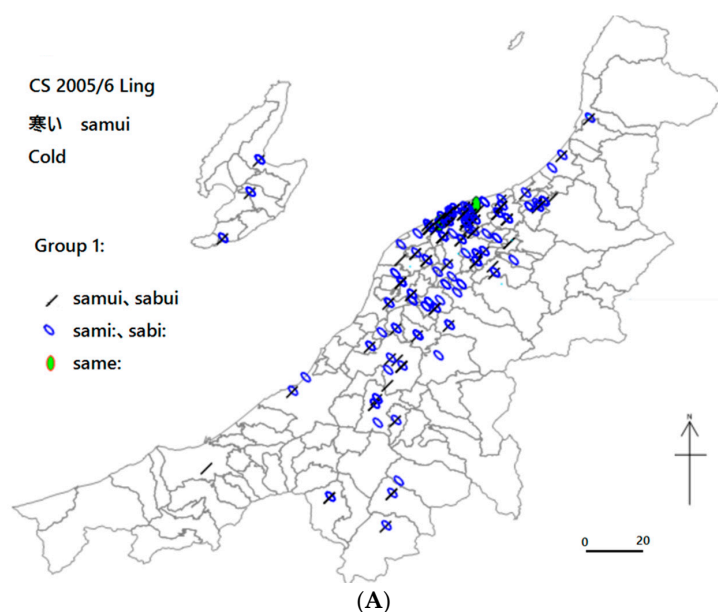 CS 2005/6 Ling
寒い samui
Cold
Group 1:
samui、sabui
sami:、sabi:
same:
N
0 20
(A)